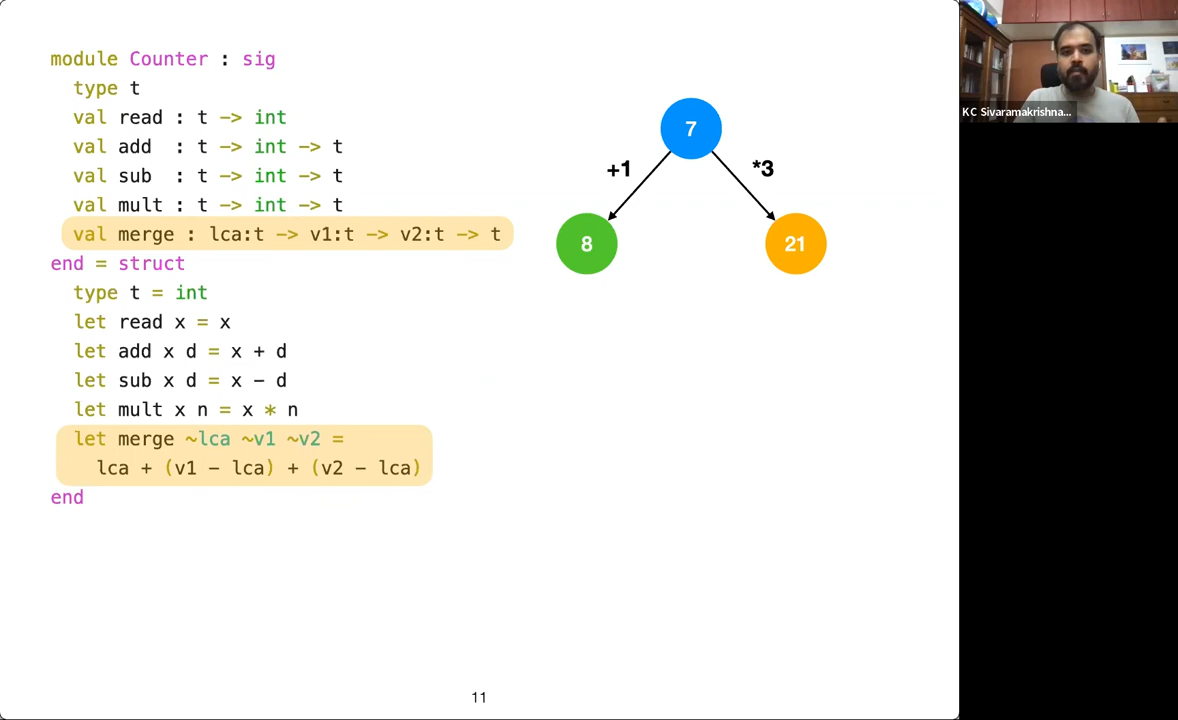 module Counter : sig
type t
val read : t -> int
val add : t -> int -> t
val sub : t -> int -> t
val mult : t -> int -> t
val merge : lca:t -> v1:t -> v2:t -> t
end = struct
type t = int
let read x = x
let add x d = x + d
let sub x d = x - d
let mult x n = x * n
let merge ~lca ~v1 ~v2 =
lca + (v1 - lca) + (v2 - lca)
end
7
+1
*3
8
21
11
KC Sivaramakrishna...